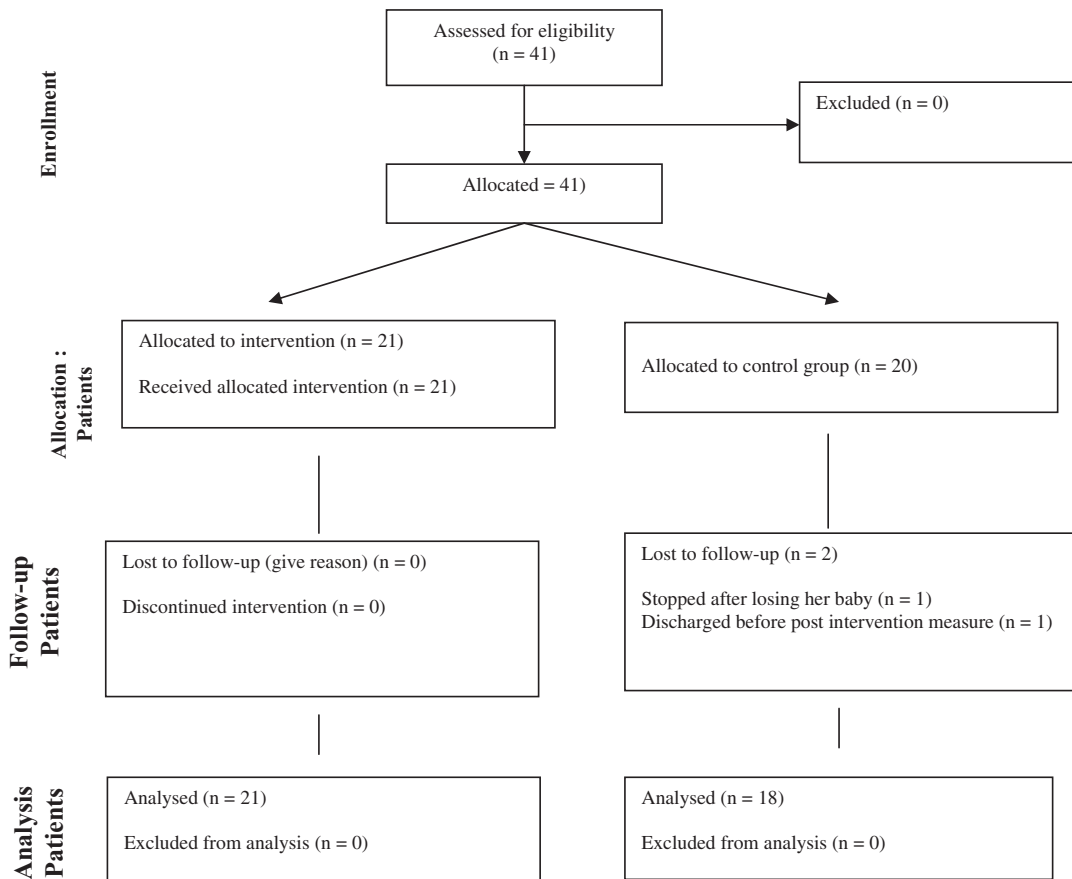 Assessed for eligibility
(n = 41)
Enrollment
Excluded (n = 0)
Allocated = 41)
Allocation :
Patients
Allocated to intervention (n = 21)
Received allocated intervention (n = 21)
Allocated to control group (n = 20)
Follow-up
Patients
Lost to follow-up (give reason) (n = 0)
Discontinued intervention (n = 0)
Lost to follow-up (n = 2)
Stopped after losing her baby (n = 1)
Discharged before post intervention measure (n = 1)
Analysis
Patients
Analysed (n = 21)
Excluded from analysis (n = 0)
Analysed (n = 18)
Excluded from analysis (n = 0)